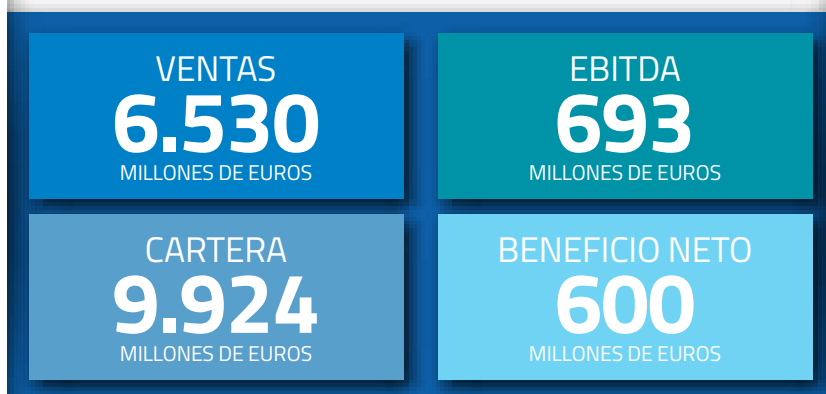 VENTAS
6.530
MILLONES DE EUROS
EBITDA
693
MILLONES DE EUROS
CARTERA
9.924
MILLONES DE EUROS
BENEFICIO NETO
600
MILLONES DE EUROS